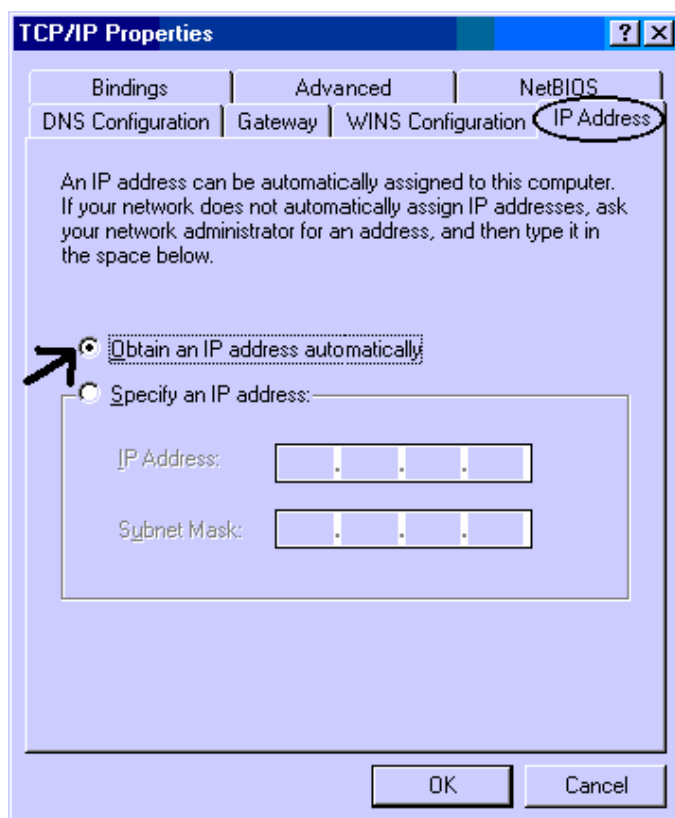 TCP/IP Properties
Bindings Advanced NetBIOS
DNS Configuration Gateway WINS Configuration IP Address
An IP address can be automatically assigned to this computer.
If your network does not automatically assign IP addresses, ask
your network administrator for an address, and then type it in
the space below.
Obtain an IP address automatically
Specify an IP address:
IP Address:
Subnet Mask:
OK Cancel